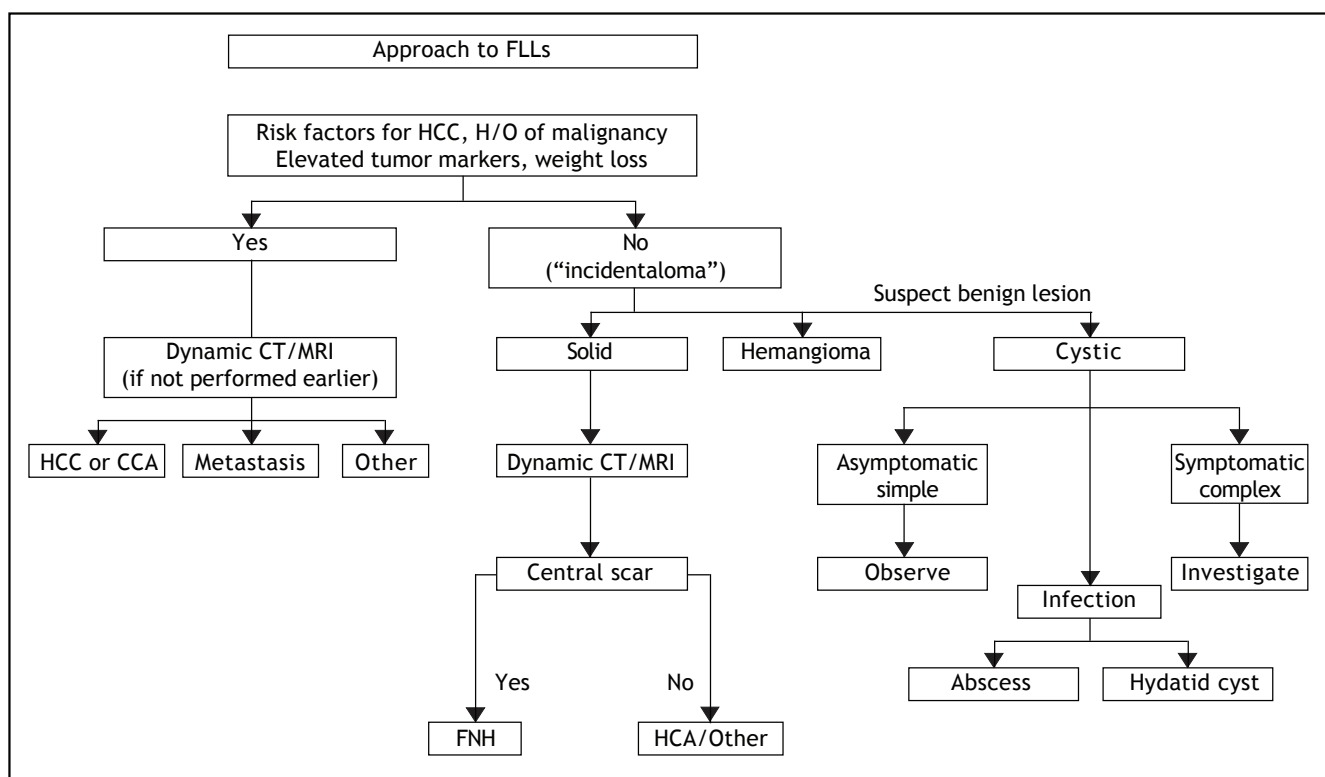 Approach to FLLs
Risk factors for HCC, H/O of malignancy
Elevated tumor markers, weight loss
Yes
No
(“incidentaloma”)
Suspect benign lesion
Dynamic CT/MRI
(if not performed earlier)
Solid
Hemangioma
Cystic
HCC or CCA
Metastasis
Other
Dynamic CT/MRI
Asymptomatic
simple
Symptomatic
complex
Central scar
Observe
Investigate
Infection
Yes
No
Abscess
Hydatid cyst
FNH
HCA/Other